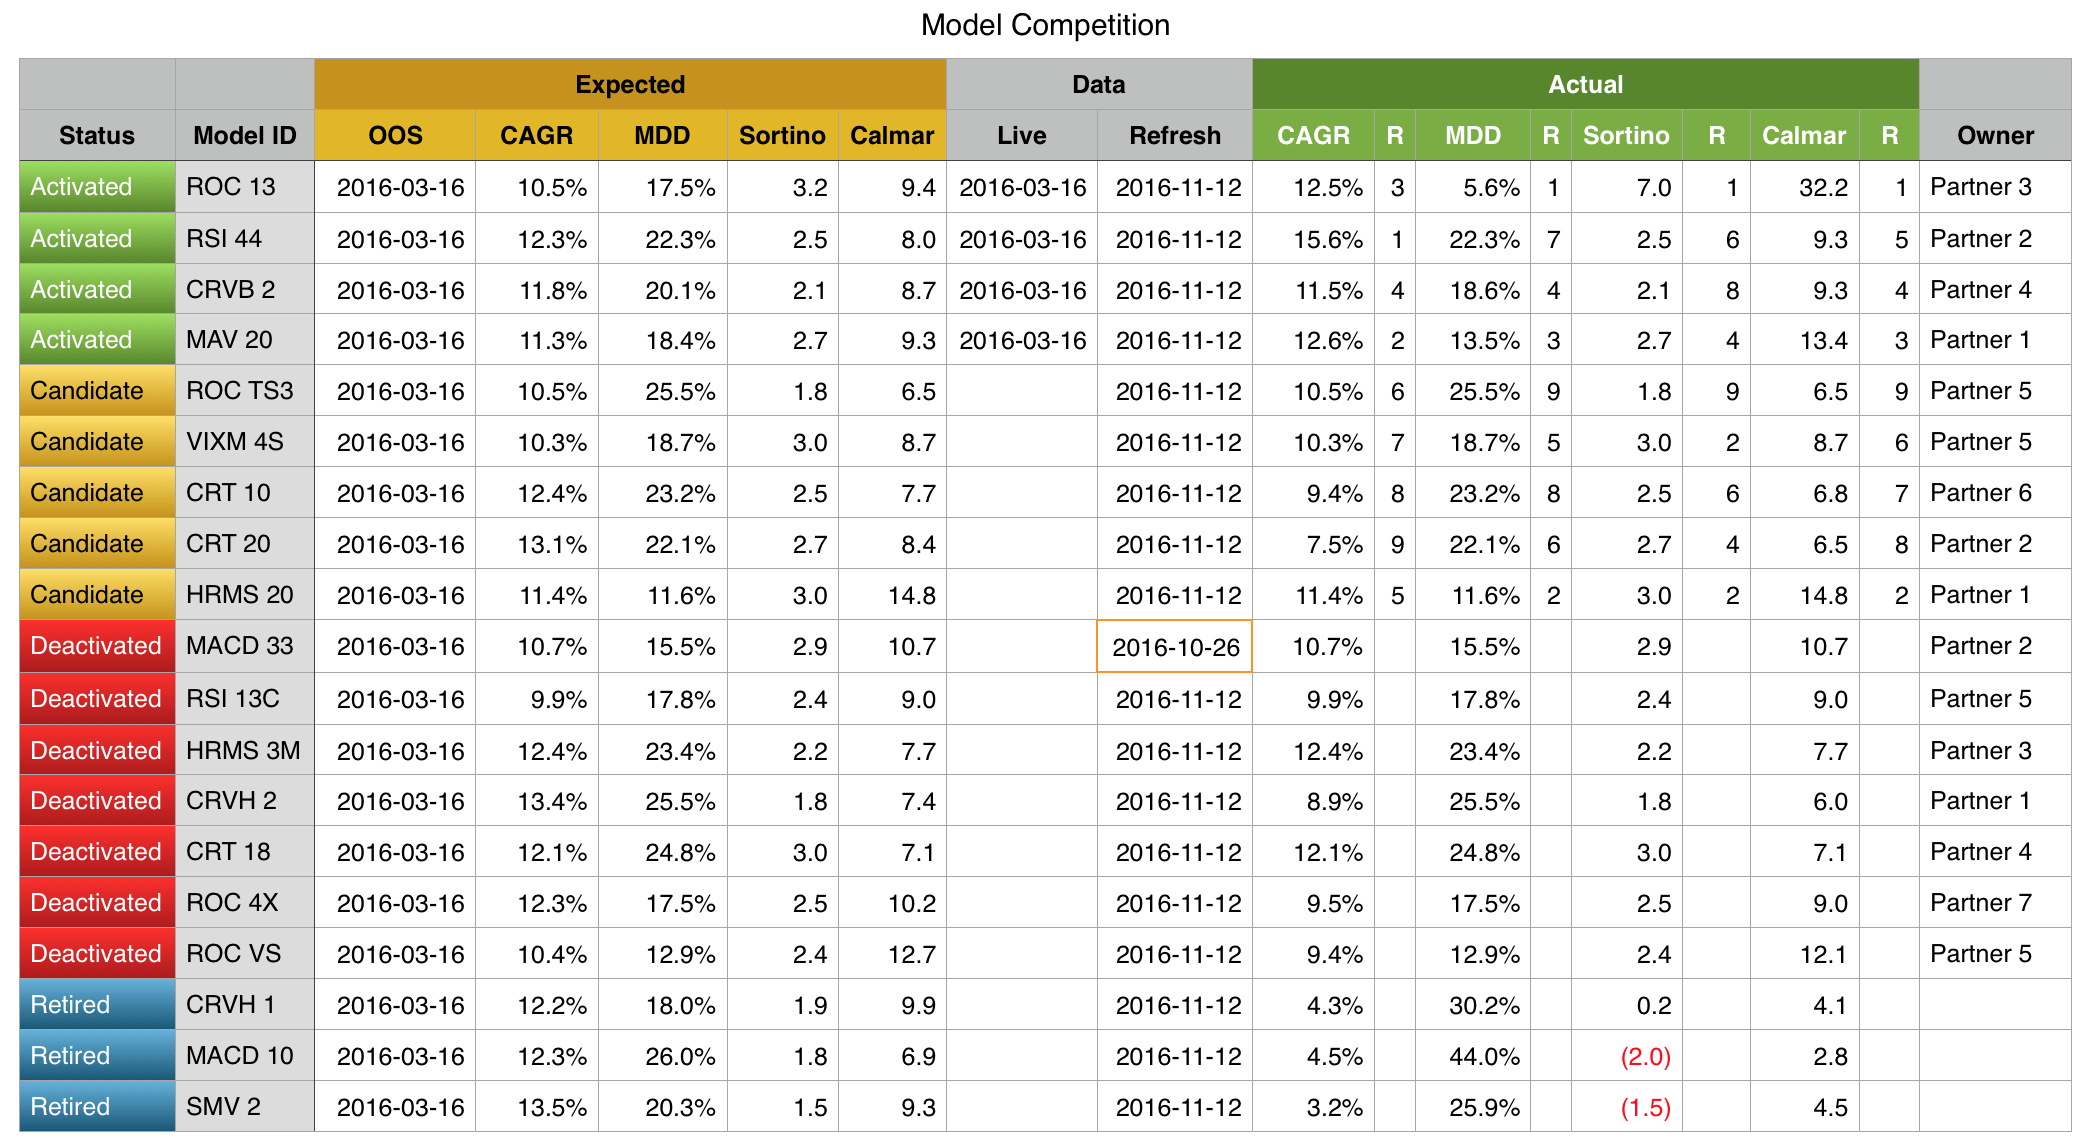 Model Competition
Expected Data Actual
Status Model ID OOS CAGR MDD Sortino Calmar Live Refresh CAGR R MDD R Sortino R Calmar R Owner
Activated ROC 13 2016-03-16 10.5% 17.5% 3.2 9.4 2016-03-16 2016-11-12 12.5% 3 5.6% 1 7.0 1 32.2 1 Partner 3
Activated RSI 44 2016-03-16 12.3% 22.3% 2.5 8.0 2016-03-16 2016-11-12 15.6% 1 22.3% 7 2.5 6 9.3 5 Partner 2
Activated CRVB 2 2016-03-16 11.8% 20.1% 2.1 8.7 2016-03-16 2016-11-12 11.5% 4 18.6% 4 2.1 8 9.3 4 Partner 4
Activated MAV 20 2016-03-16 11.3% 18.4% 2.7 9.3 2016-03-16 2016-11-12 12.6% 2 13.5% 3 2.7 4 13.4 3 Partner 1
Candidate ROC TS3 2016-03-16 10.5% 25.5% 1.8 6.5 2016-11-12 10.5% 6 25.5% 9 1.8 9 6.5 9 Partner 5
Candidate VIXM 4S 2016-03-16 10.3% 18.7% 3.0 8.7 2016-11-12 10.3% 7 18.7% 5 3.0 2 8.7 6 Partner 5
Candidate CRT 10 2016-03-16 12.4% 23.2% 2.5 7.7 2016-11-12 9.4% 8 23.2% 8 2.5 6 6.8 7 Partner 6
Candidate CRT 20 2016-03-16 13.1% 22.1% 2.7 8.4 2016-11-12 7.5% 9 22.1% 6 2.7 4 6.5 8 Partner 2
Candidate HRMS 20 2016-03-16 11.4% 11.6% 3.0 14.8 2016-11-12 11.4% 5 11.6% 2 3.0 2 14.8 2 Partner 1
Deactivated MACD 33 2016-03-16 10.7% 15.5% 2.9 10.7 2016-10-26 10.7% 15.5% 2.9 10.7 Partner 2
Deactivated RSI 13C 2016-03-16 9.9% 17.8% 2.4 9.0 2016-11-12 9.9% 17.8% 2.4 9.0 Partner 5
Deactivated HRMS 3M 2016-03-16 12.4% 23.4% 2.2 7.7 2016-11-12 12.4% 23.4% 2.2 7.7 Partner 3
Deactivated CRVH 2 2016-03-16 13.4% 25.5% 1.8 7.4 2016-11-12 8.9% 25.5% 1.8 6.0 Partner 1
Deactivated CRT 18 2016-03-16 12.1% 24.8% 3.0 7.1 2016-11-12 12.1% 24.8% 3.0 7.1 Partner 4
Deactivated ROC 4X 2016-03-16 12.3% 17.5% 2.5 10.2 2016-11-12 9.5% 17.5% 2.5 9.0 Partner 7
Deactivated ROC VS 2016-03-16 10.4% 12.9% 2.4 12.7 2016-11-12 9.4% 12.9% 2.4 12.1 Partner 5
Retired CRVH 1 2016-03-16 12.2% 18.0% 1.9 9.9 2016-11-12 4.3% 30.2% 0.2 4.1
Retired MACD 10 2016-03-16 12.3% 26.0% 1.8 6.9 2016-11-12 4.5% 44.0% (2.0) 2.8
Retired SMV 2 2016-03-16 13.5% 20.3% 1.5 9.3 2016-11-12 3.2% 25.9% (1.5) 4.5